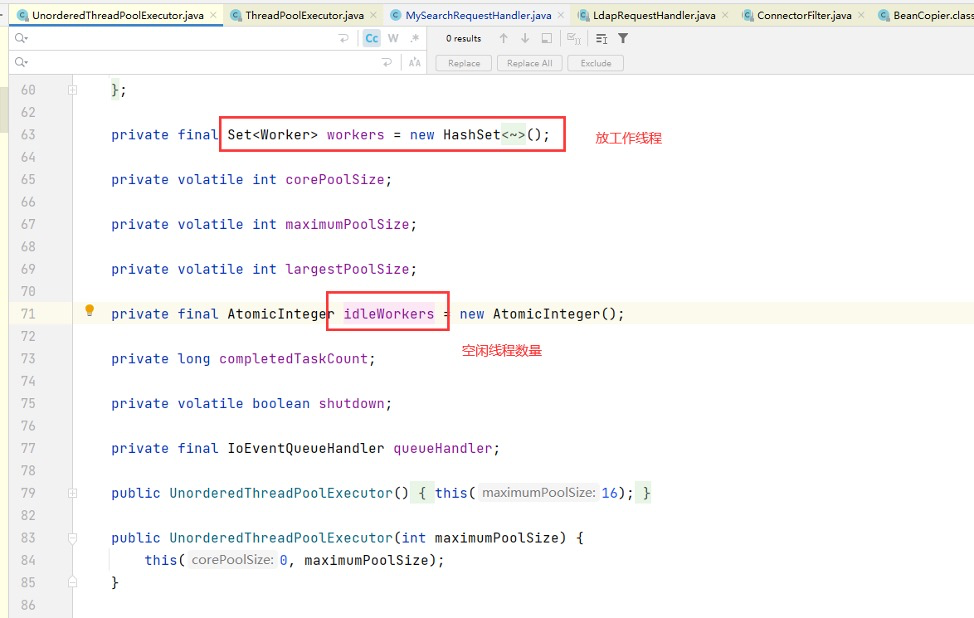 UnorderedThreadPoolExecutor.java ThreadPoolExecutor.java MySearchRequestHandler.java LdapRequestHandler.java ConnectorFilter.java BeanCopier.class
Cc W .* 0 results
Replace Replace All Exclude
60 };
62
63 private final Set<Worker> workers = new HashSet<~>(); 放工作线程
64
65 private volatile int corePoolSize;
66
67 private volatile int maximumPoolSize;
68
69 private volatile int largestPoolSize;
70
71 private final AtomicInteger idleWorkers = new AtomicInteger();
72 空闲线程数量
73 private long completedTaskCount;
74
75 private volatile boolean shutdown;
76
77 private final IoEventQueueHandler queueHandler;
78
79 public UnorderedThreadPoolExecutor() { this( maximumPoolSize: 16); }
82
83 public UnorderedThreadPoolExecutor(int maximumPoolSize) {
84 this( corePoolSize: 0, maximumPoolSize);
85 }
86